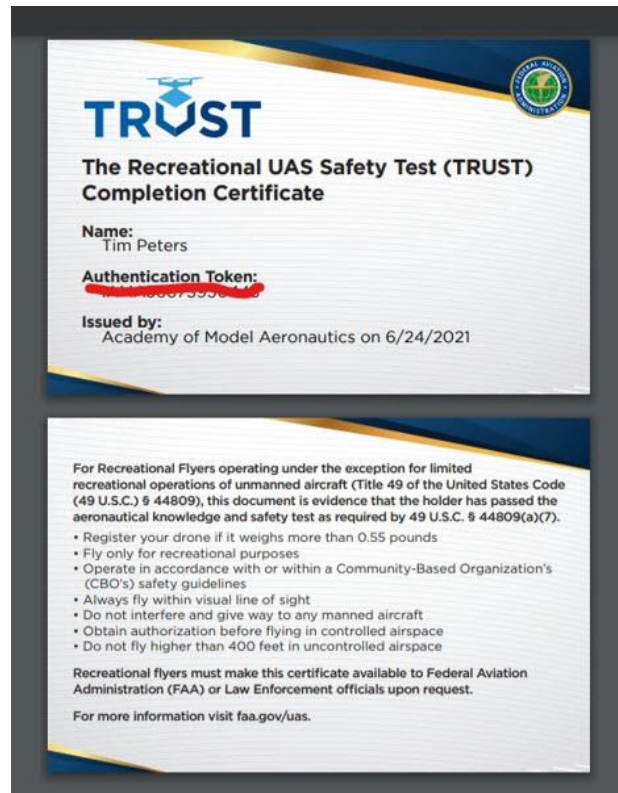 FEDERAL AVIATION
ADMINISTRATION
TRUST
The Recreational UAS Safety Test (TRUST)
Completion Certificate
Name:
Tim Peters
Authentication Token:
Issued by:
Academy of Model Aeronautics on 6/24/2021
For Recreational Flyers operating under the exception for limited
recreational operations of unmanned aircraft (Title 49 of the United States Code
(49 U.S.C.) § 44809), this document is evidence that the holder has passed the
aeronautical knowledge and safety test as required by 49 U.S.C. § 44809(a)(7).
• Register your drone if it weighs more than 0.55 pounds
• Fly only for recreational purposes
• Operate in accordance with or within a Community-Based Organization's
(CBO's) safety guidelines
• Always fly within visual line of sight
• Do not interfere and give way to any manned aircraft
• Obtain authorization before flying in controlled airspace
• Do not fly higher than 400 feet in uncontrolled airspace
Recreational flyers must make this certificate available to Federal Aviation
Administration (FAA) or Law Enforcement officials upon request.
For more information visit faa.gov/uas.